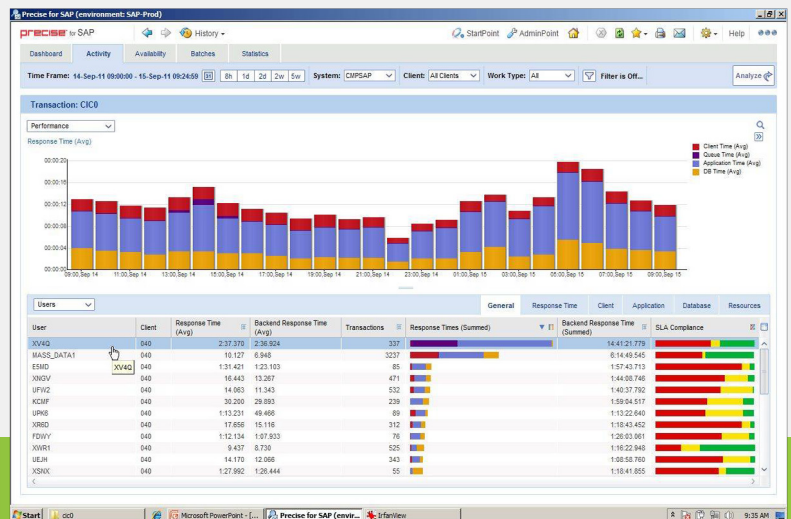 Precise for SAP (environment: SAP-Prod)
precise for SAP
History
StartPoint
AdminPoint
Help
Dashboard
Activity
Availability
Batches
Statistics
Time Frame: 14-Sep-11 09:00:00 - 15-Sep-11 09:24:59
8h 1d 2d 2w 5w
System: CMPSAP
Client: All Clients
Work Type: All
Filter is Off...
Analyze
Transaction: CIC0
Performance
Response Time (Avg)
Client Time (Avg)
Queue Time (Avg)
Application Time (Avg)
DB Time (Avg)
00:00:20
00:00:16
00:00:12
00:00:08
00:00:04
00:00:00
09:00,Sep 14 11:00,Sep 14 13:00,Sep 14 15:00,Sep 14 17:00,Sep 14 19:00,Sep 14 21:00,Sep 14 23:00,Sep 14 01:00,Sep 15 03:00,Sep 15 05:00,Sep 15 07:00,Sep 15 09:00,Sep 15
Users
General Response Time Client Application Database Resources
User Client Response Time (Avg) Backend Response Time (Avg) Transactions Response Times (Summed) Backend Response Time (Summed) SLA Compliance
XV4Q 040 2:37.370 2:36.924 337 14:41:21.779
MASS_DATA1 040 10.127 6.948 3237 6:14:49.545
E5MD 040 1:31.421 1:23.103 85 1:57:43.713
XV4Q
XNGV 040 16.443 13.267 471 1:44:08.746
UFW2 040 14.063 11.343 532 1:40:37.792
KCMF 040 30.200 29.893 239 1:59:04.517
UPK6 040 1:13.231 49.466 89 1:13:22.640
XR6D 040 17.656 15.116 312 1:18:43.452
FDWY 040 1:12.134 1:07.933 76 1:26:03.061
XWR1 040 9.437 8.730 525 1:16:22.948
UEJH 040 14.170 12.066 343 1:08:58.760
XSNX 040 1:27.992 1:26.444 55 1:18:41.855
Start
cic0
Microsoft PowerPoint - [...
Precise for SAP (envir...
IrfanView
9:35 AM